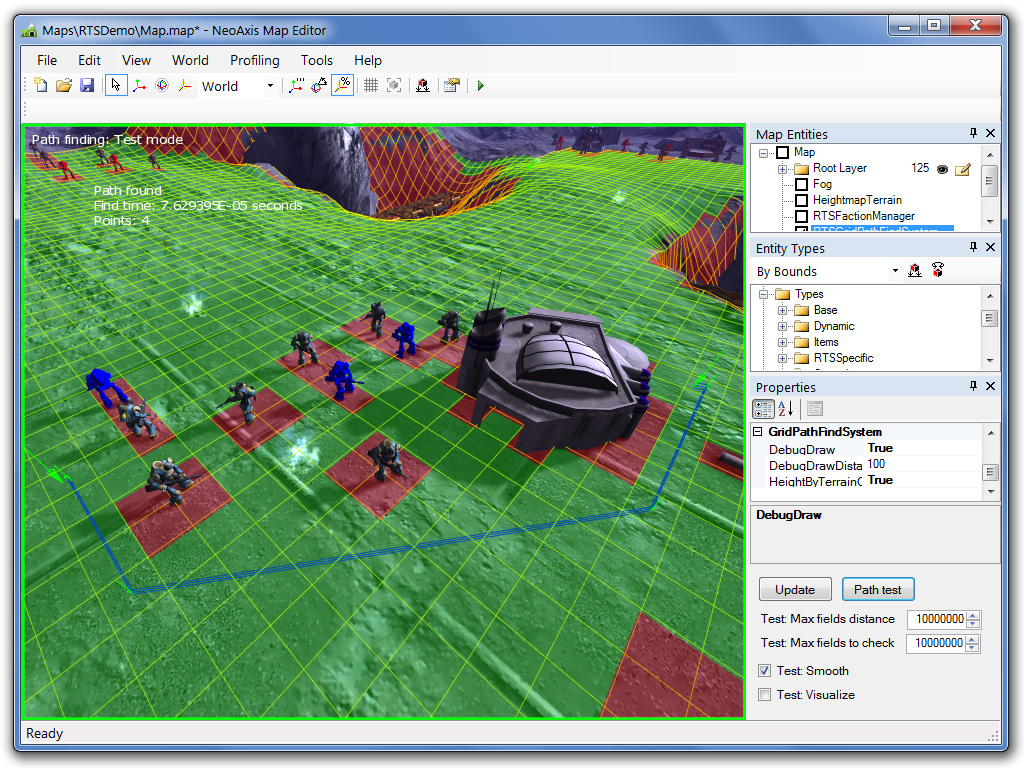 Maps\RTSDemo\Map.map* - NeoAxis Map Editor
File Edit View World Profiling Tools Help
World
Path finding: Test mode
Path found
Find time: 7.629395E-05 seconds
Points: 4
Map Entities
Map
Root Layer 125
Fog
HeightmapTerrain
RTSFactionManager
RTSGridPathFindSystem
Entity Types
By Bounds
Types
Base
Dynamic
Items
RTSSpecific
Properties
GridPathFindSystem
DebugDraw True
DebugDrawDista 100
HeightByTerrainC True
DebugDraw
Update Path test
Test: Max fields distance 10000000
Test: Max fields to check 10000000
Test: Smooth
Test: Visualize
Ready